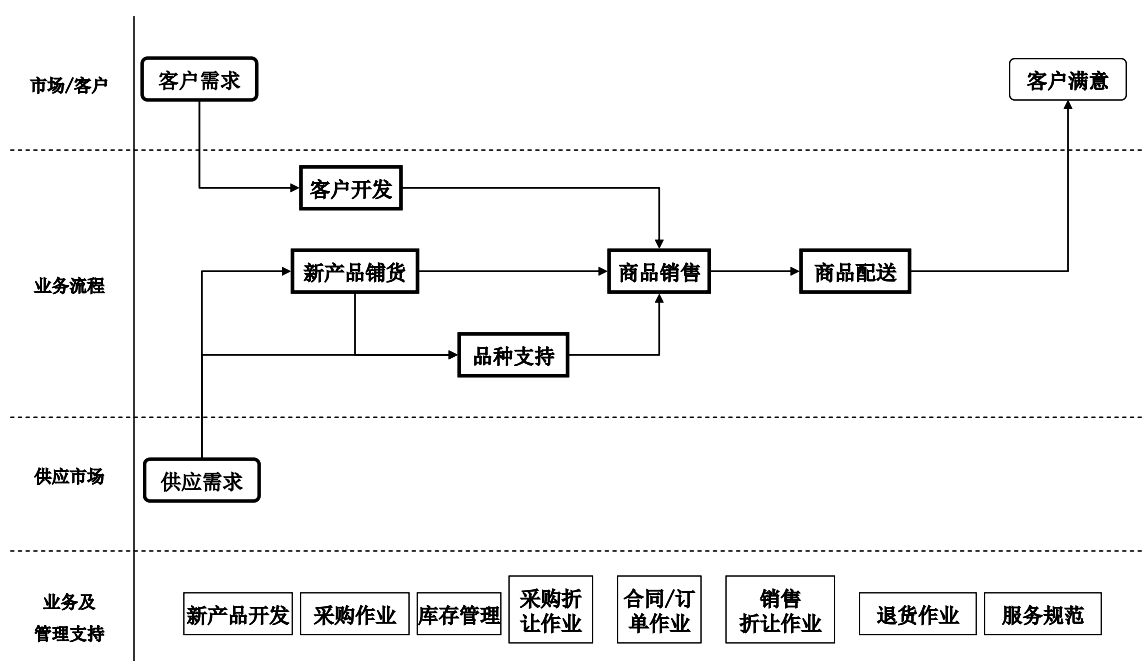 市场/客户
客户需求
客户满意
客户开发
业务流程
新产品铺货
商品销售
商品配送
品种支持
供应市场
供应需求
业务及
管理支持
新产品开发
采购作业
库存管理
采购折
让作业
合同/订
单作业
销售
折让作业
退货作业
服务规范